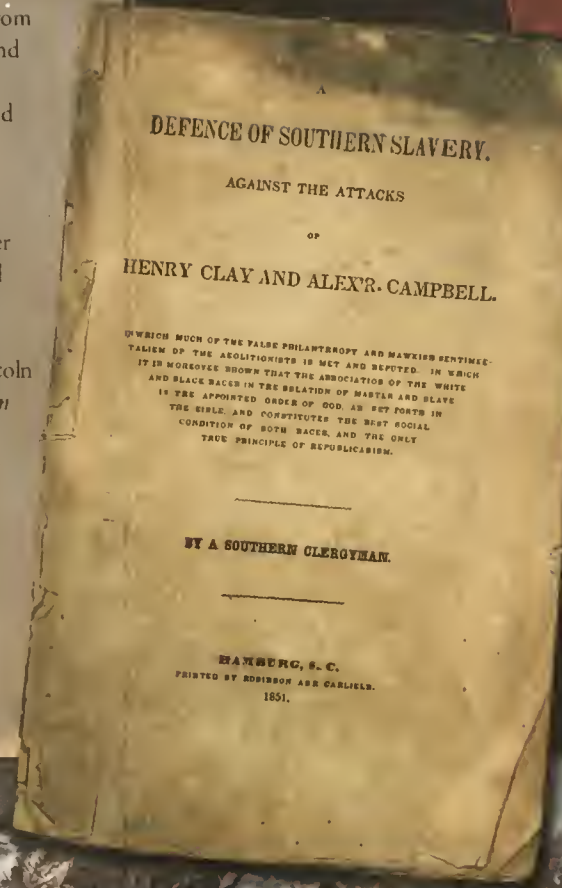 om
nd
d
er
coln
n
A
DEFENCE OF SOUTHERN SLAVERY.
AGAINST THE ATTACKS
OF
HENRY CLAY AND ALEX'R. CAMPBELL.
IN WHICH MUCH OF THE FALSE PHILANTHROPY AND MAWKISH SENTIMEN-
TALISM OF THE ABOLITIONISTS IS MET AND REFUTED. IN WHICH
IT IS MOREOVER SHOWN THAT THE ASSOCIATION OF THE WHITE
AND BLACK RACES IN THE RELATION OF MASTER AND SLAVE
IS THE APPOINTED ORDER OF GOD, AS SET FORTH IN
THE BIBLE, AND CONSTITUTES THE BEST SOCIAL
CONDITION OF BOTH RACES, AND THE ONLY
TRUE PRINCIPLE OF REPUBLICANISM.
BY A SOUTHERN CLERGYMAN.
HAMBURG, S. C.
PRINTED BY ROBINSON AND CARLISLE.
1851.